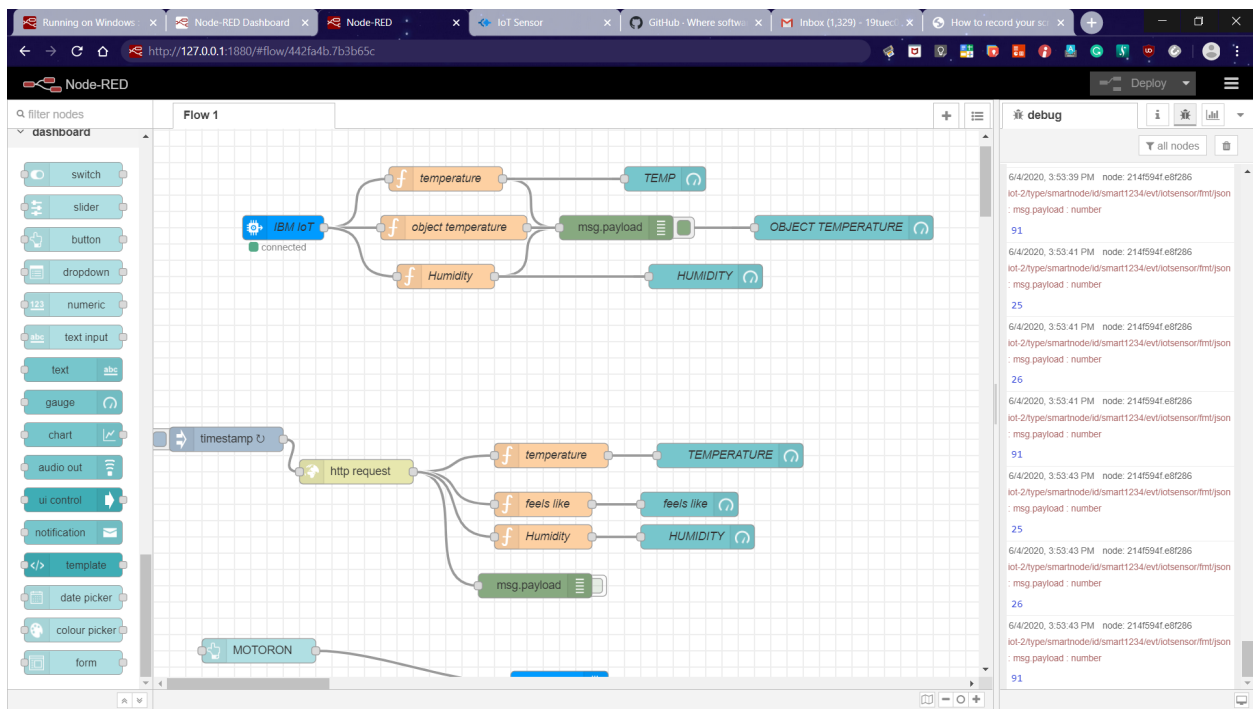 Running on Windows
Node-RED Dashboard
Node-RED
IoT Sensor
GitHub - Where softwa
Inbox (1,329) - 19tuec
How to record your sc
http://127.0.0.1:1880/#flow/442fa4b.7b3b65c
Node-RED
Deploy
filter nodes
Flow 1
debug
dashboard
all nodes
switch
slider
button
dropdown
123 numeric
abc text input
text abc
gauge
chart
audio out
ui control
notification
</> template
date picker
colour picker
form
f temperature
TEMP
IBM IoT
f object temperature
msg.payload
OBJECT TEMPERATURE
connected
f Humidity
HUMIDITY
timestamp ↻
http request
f temperature
TEMPERATURE
f feels like
feels like
f Humidity
HUMIDITY
msg.payload
MOTORON
6/4/2020, 3:53:39 PM node: 214f594f.e8f286
iot-2/type/smartnode/id/smart1234/evt/iotsensor/fmt/json
: msg.payload : number
91
6/4/2020, 3:53:41 PM node: 214f594f.e8f286
iot-2/type/smartnode/id/smart1234/evt/iotsensor/fmt/json
: msg.payload : number
25
6/4/2020, 3:53:41 PM node: 214f594f.e8f286
iot-2/type/smartnode/id/smart1234/evt/iotsensor/fmt/json
: msg.payload : number
26
6/4/2020, 3:53:41 PM node: 214f594f.e8f286
iot-2/type/smartnode/id/smart1234/evt/iotsensor/fmt/json
: msg.payload : number
91
6/4/2020, 3:53:43 PM node: 214f594f.e8f286
iot-2/type/smartnode/id/smart1234/evt/iotsensor/fmt/json
: msg.payload : number
25
6/4/2020, 3:53:43 PM node: 214f594f.e8f286
iot-2/type/smartnode/id/smart1234/evt/iotsensor/fmt/json
: msg.payload : number
26
6/4/2020, 3:53:43 PM node: 214f594f.e8f286
iot-2/type/smartnode/id/smart1234/evt/iotsensor/fmt/json
: msg.payload : number
91